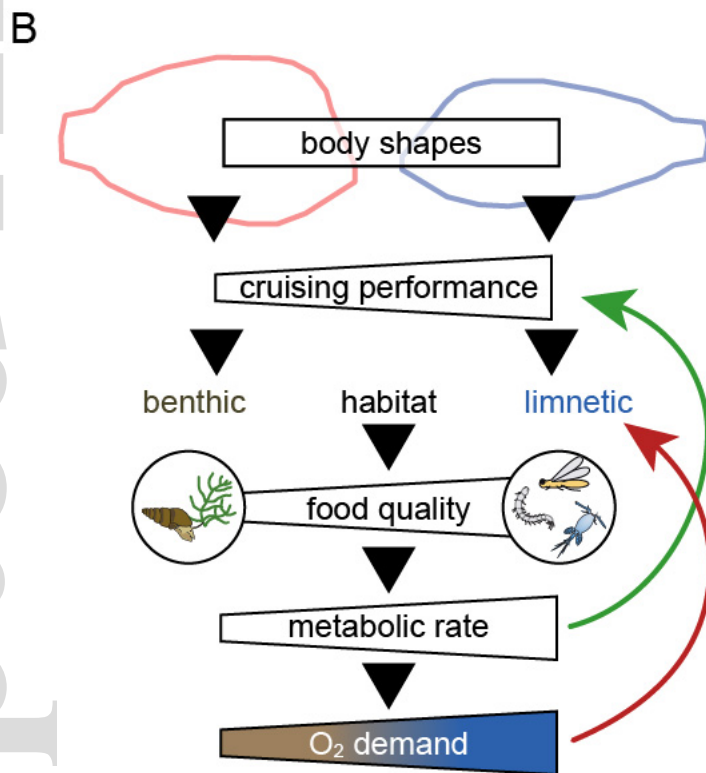 B
body shapes
cruising performance
benthic habitat limnetic
food quality
metabolic rate
O₂ demand